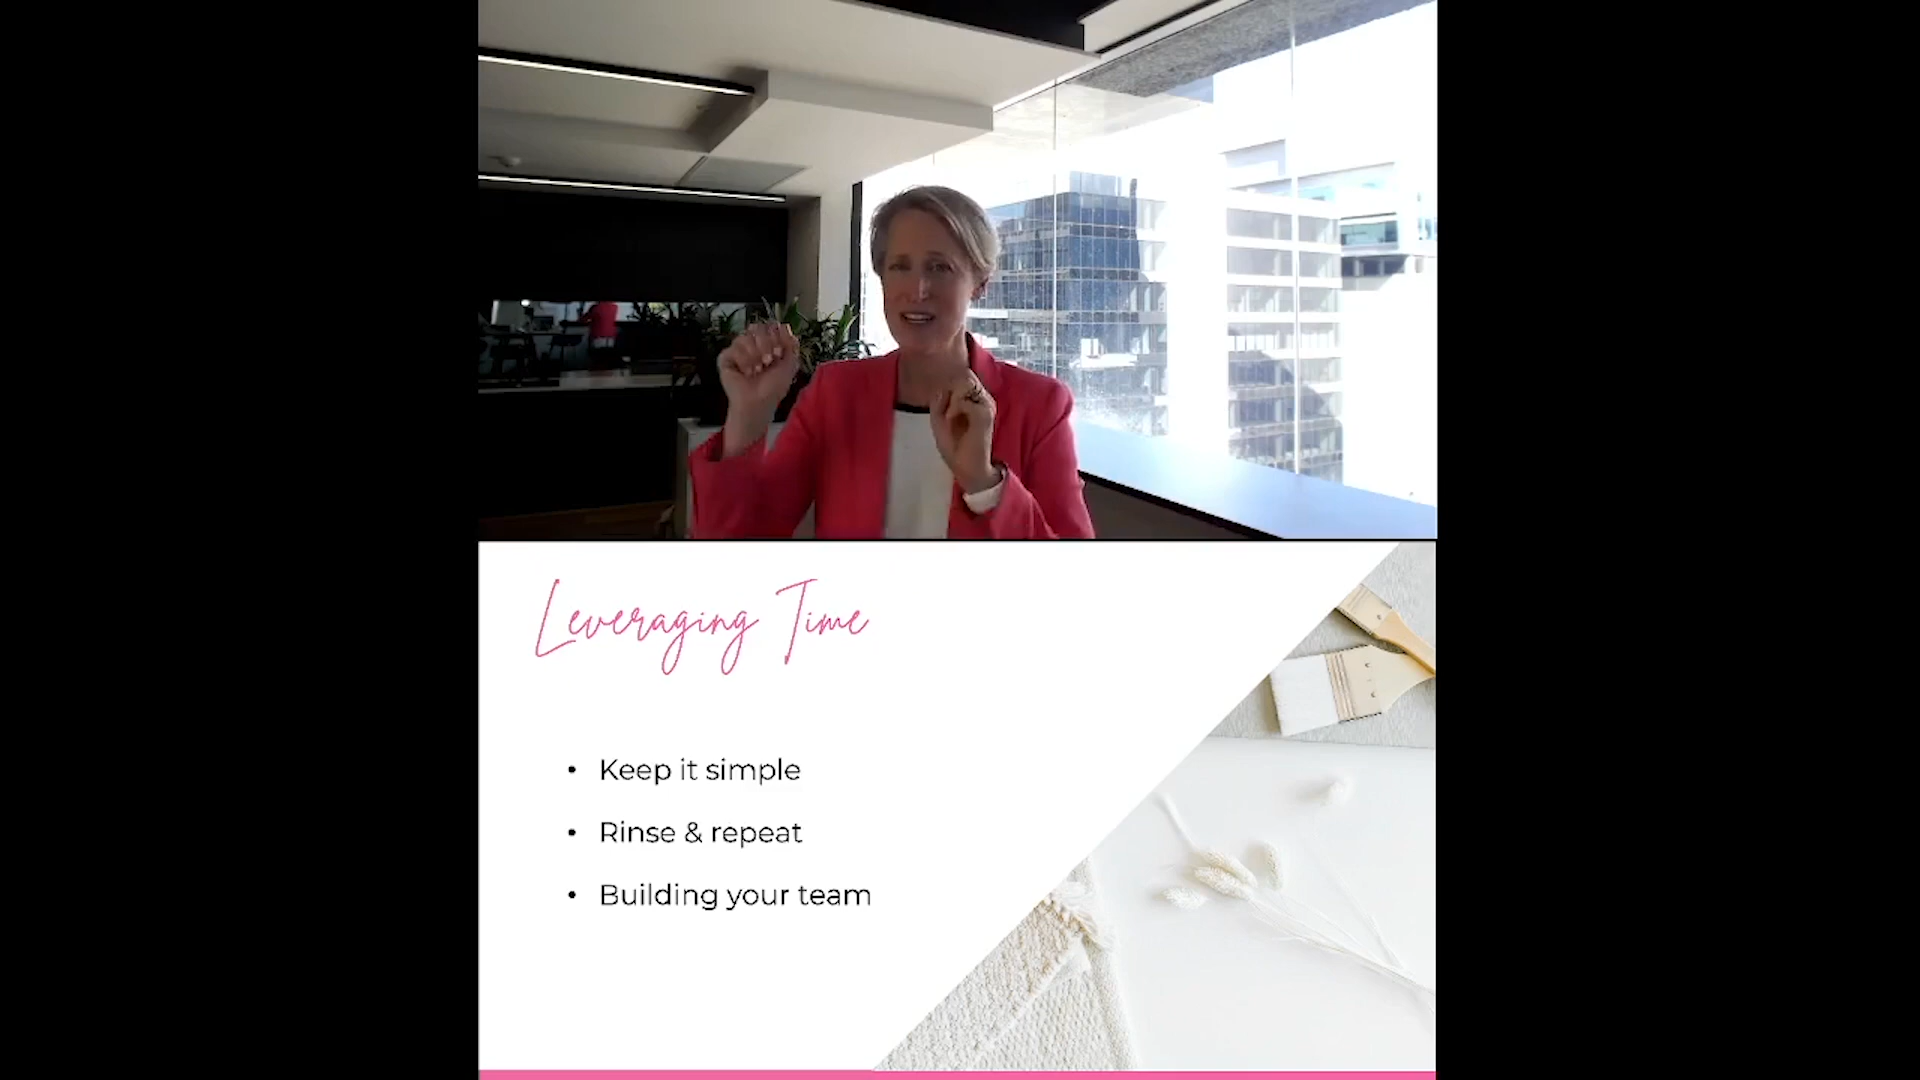 Leveraging Time
• Keep it simple
• Rinse & repeat
• Building your team